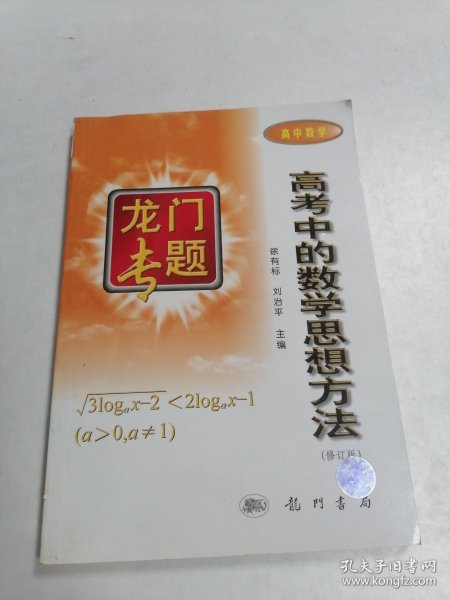 高中数学
高考中的数学思想方法
徐有标 刘治平 主编
龙门
专题
√3logₐx-2 <2logₐx-1
(a>0,a≠1)
(修订版)
龍門書局
孔夫子旧书网
www.kongfz.com